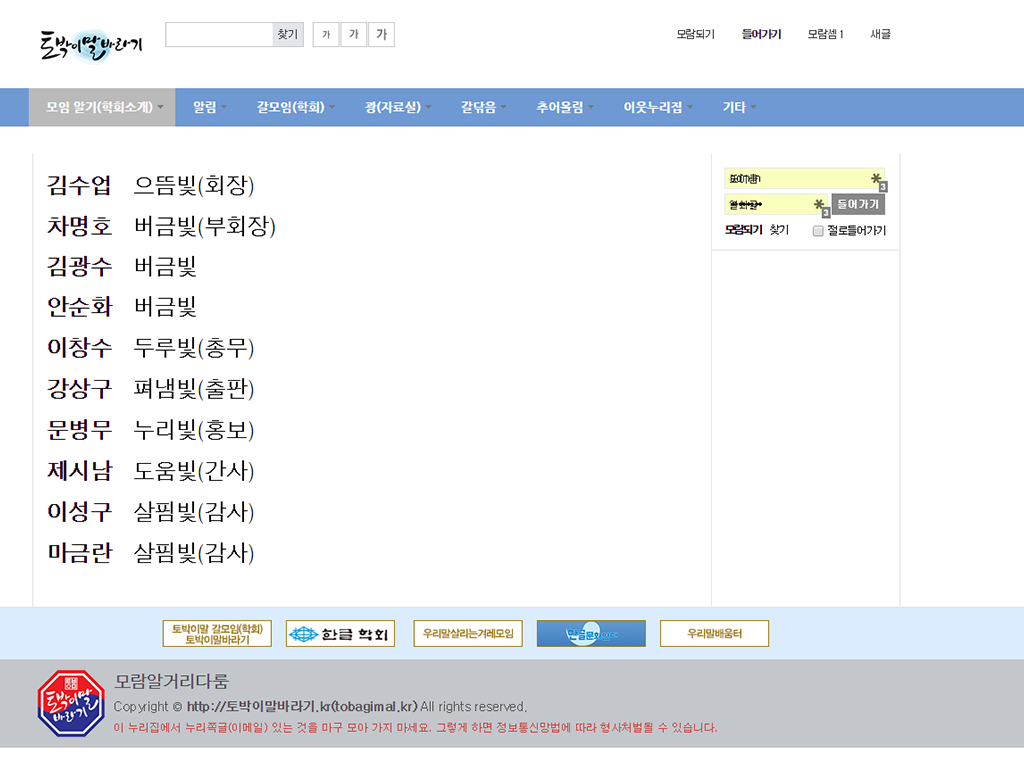 토박이말바라기
찾기 가 가 가
모람되기 들어가기 모람셈 1 새글
모임 알기(학회소개) 알림 갈모임(학회) 광(자료실) 갈닦음 추어올림 이웃누리집 기타
김수업 으뜸빛(회장)
차명호 버금빛(부회장)
김광수 버금빛
안순화 버금빛
이창수 두루빛(총무)
강상구 펴냄빛(출판)
문병무 누리빛(홍보)
제시남 도움빛(간사)
이성구 살핌빛(감사)
마금란 살핌빛(감사)
3
3 들어가기
모람되기 찾기 절로들어가기
토박이말 갈모임(학회)
토박이말바라기
한글 학회
우리말살리는겨레모임
우리말배움터
토박이말
바라기
모람알거리다룸
Copyright © http://토박이말바라기.kr(tobagimal.kr) All rights reserved.
이 누리집에서 누리쪽글(이메일) 있는 것을 마구 모아 가지 마세요. 그렇게 하면 정보통신망법에 따라 형사처벌될 수 있습니다.